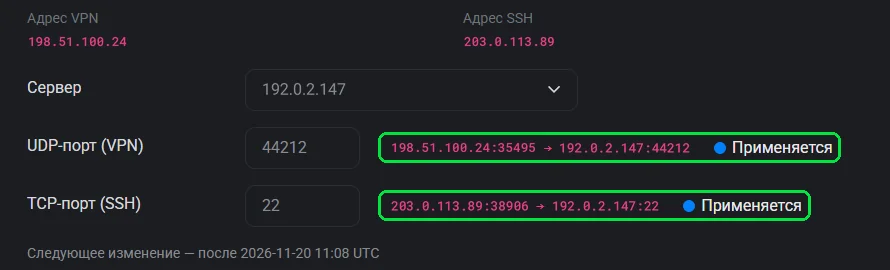 Адрес VPN Адрес SSH
198.51.100.24 203.0.113.89
Сервер 192.0.2.147
UDP-порт (VPN) 44212 198.51.100.24:35495 → 192.0.2.147:44212 Применяется
TCP-порт (SSH) 22 203.0.113.89:38906 → 192.0.2.147:22 Применяется
Следующее изменение — после 2026-11-20 11:08 UTC